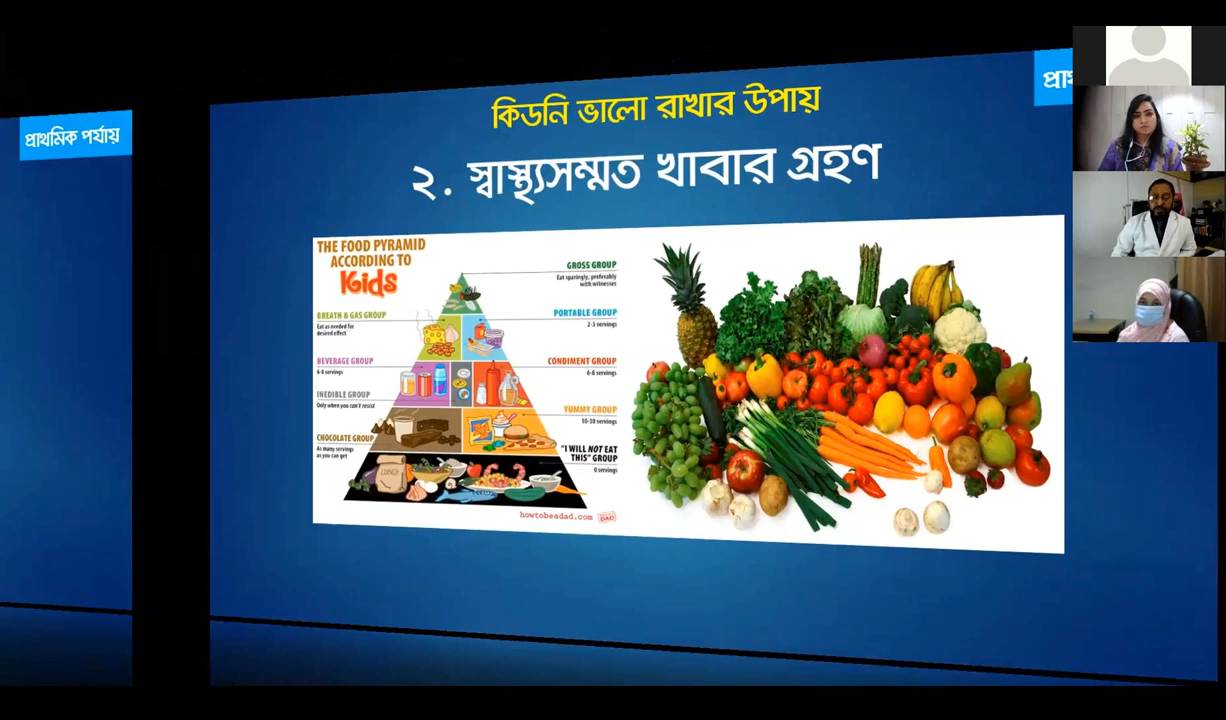 প্রাথমিক পর্যায়
কিডনি ভালো রাখার উপায়
২. স্বাস্থ্যসম্মত খাবার গ্রহণ
THE FOOD PYRAMID
ACCORDING TO
Kids
GROSS GROUP
Eat sparingly, preferably
with witnesses
BREATH & GAS GROUP
Eat as needed for
desired effect
PORTABLE GROUP
2-3 servings
BEVERAGE GROUP
6-8 servings
CONDIMENT GROUP
6-8 servings
INEDIBLE GROUP
Only when you can't resist
YUMMY GROUP
10-30 servings
CHOCOLATE GROUP
As many servings
as you can get
"I WILL NOT EAT
THIS" GROUP
0 servings
LUNCH
howtobeadad.com